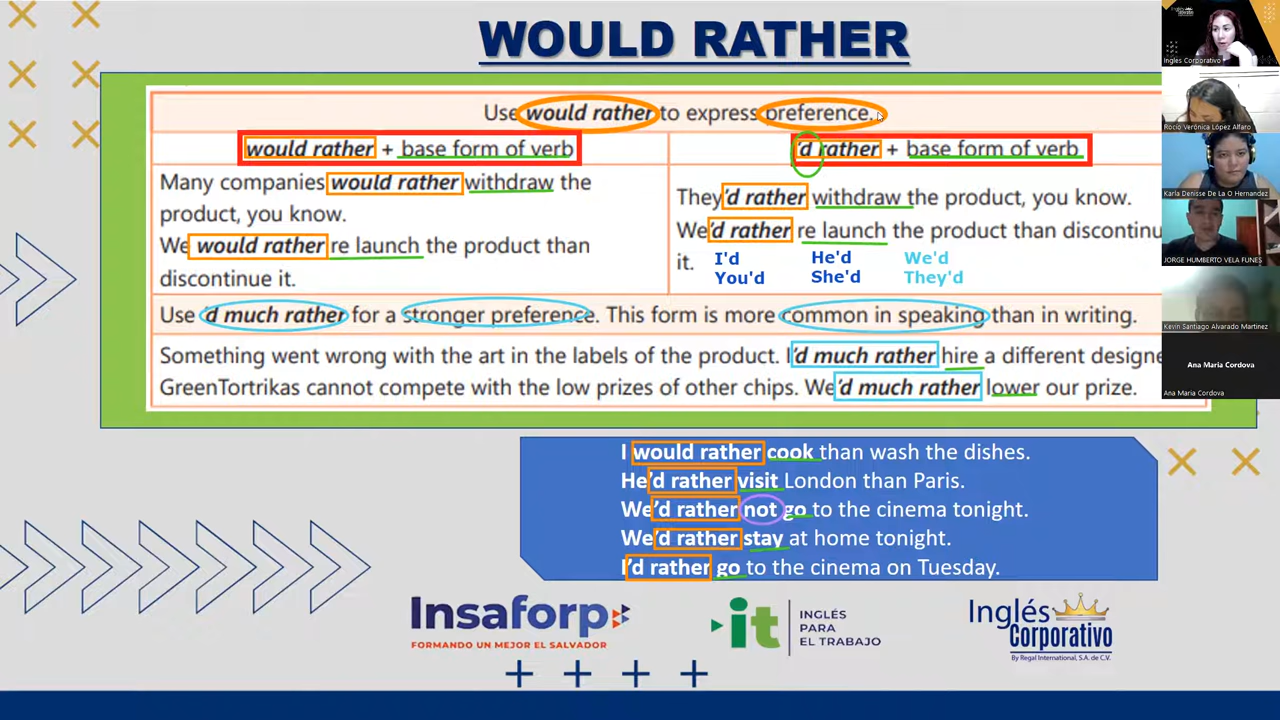 WOULD RATHER
Use would rather to express preference.
would rather + base form of verb
'd rather + base form of verb
Many companies would rather withdraw the
product, you know.
We would rather re launch the product than
discontinue it.
They'd rather withdraw the product, you know.
We'd rather re launch the product than discontinu
it.
I'd He'd We'd
You'd She'd They'd
Use 'd much rather for a stronger preference. This form is more common in speaking than in writing.
Something went wrong with the art in the labels of the product. I'd much rather hire a different designe
GreenTortrikas cannot compete with the low prizes of other chips. We'd much rather lower our prize.
I would rather cook than wash the dishes.
He'd rather visit London than Paris.
We'd rather not go to the cinema tonight.
We'd rather stay at home tonight.
I'd rather go to the cinema on Tuesday.
Insaforp
FORMANDO UN MEJOR EL SALVADOR
it
INGLÉS
PARA
EL TRABAJO
Inglés
Corporativo
By Regal International, S.A. de C.V.
Ingles Corporativo
Rocio Verónica López Alfaro
Karla Denisse De La O Hernandez
JORGE HUMBERTO VELA FUNES
Kevin Santiago Alvarado Martinez
Ana Maria Cordova
Ana Maria Cordova